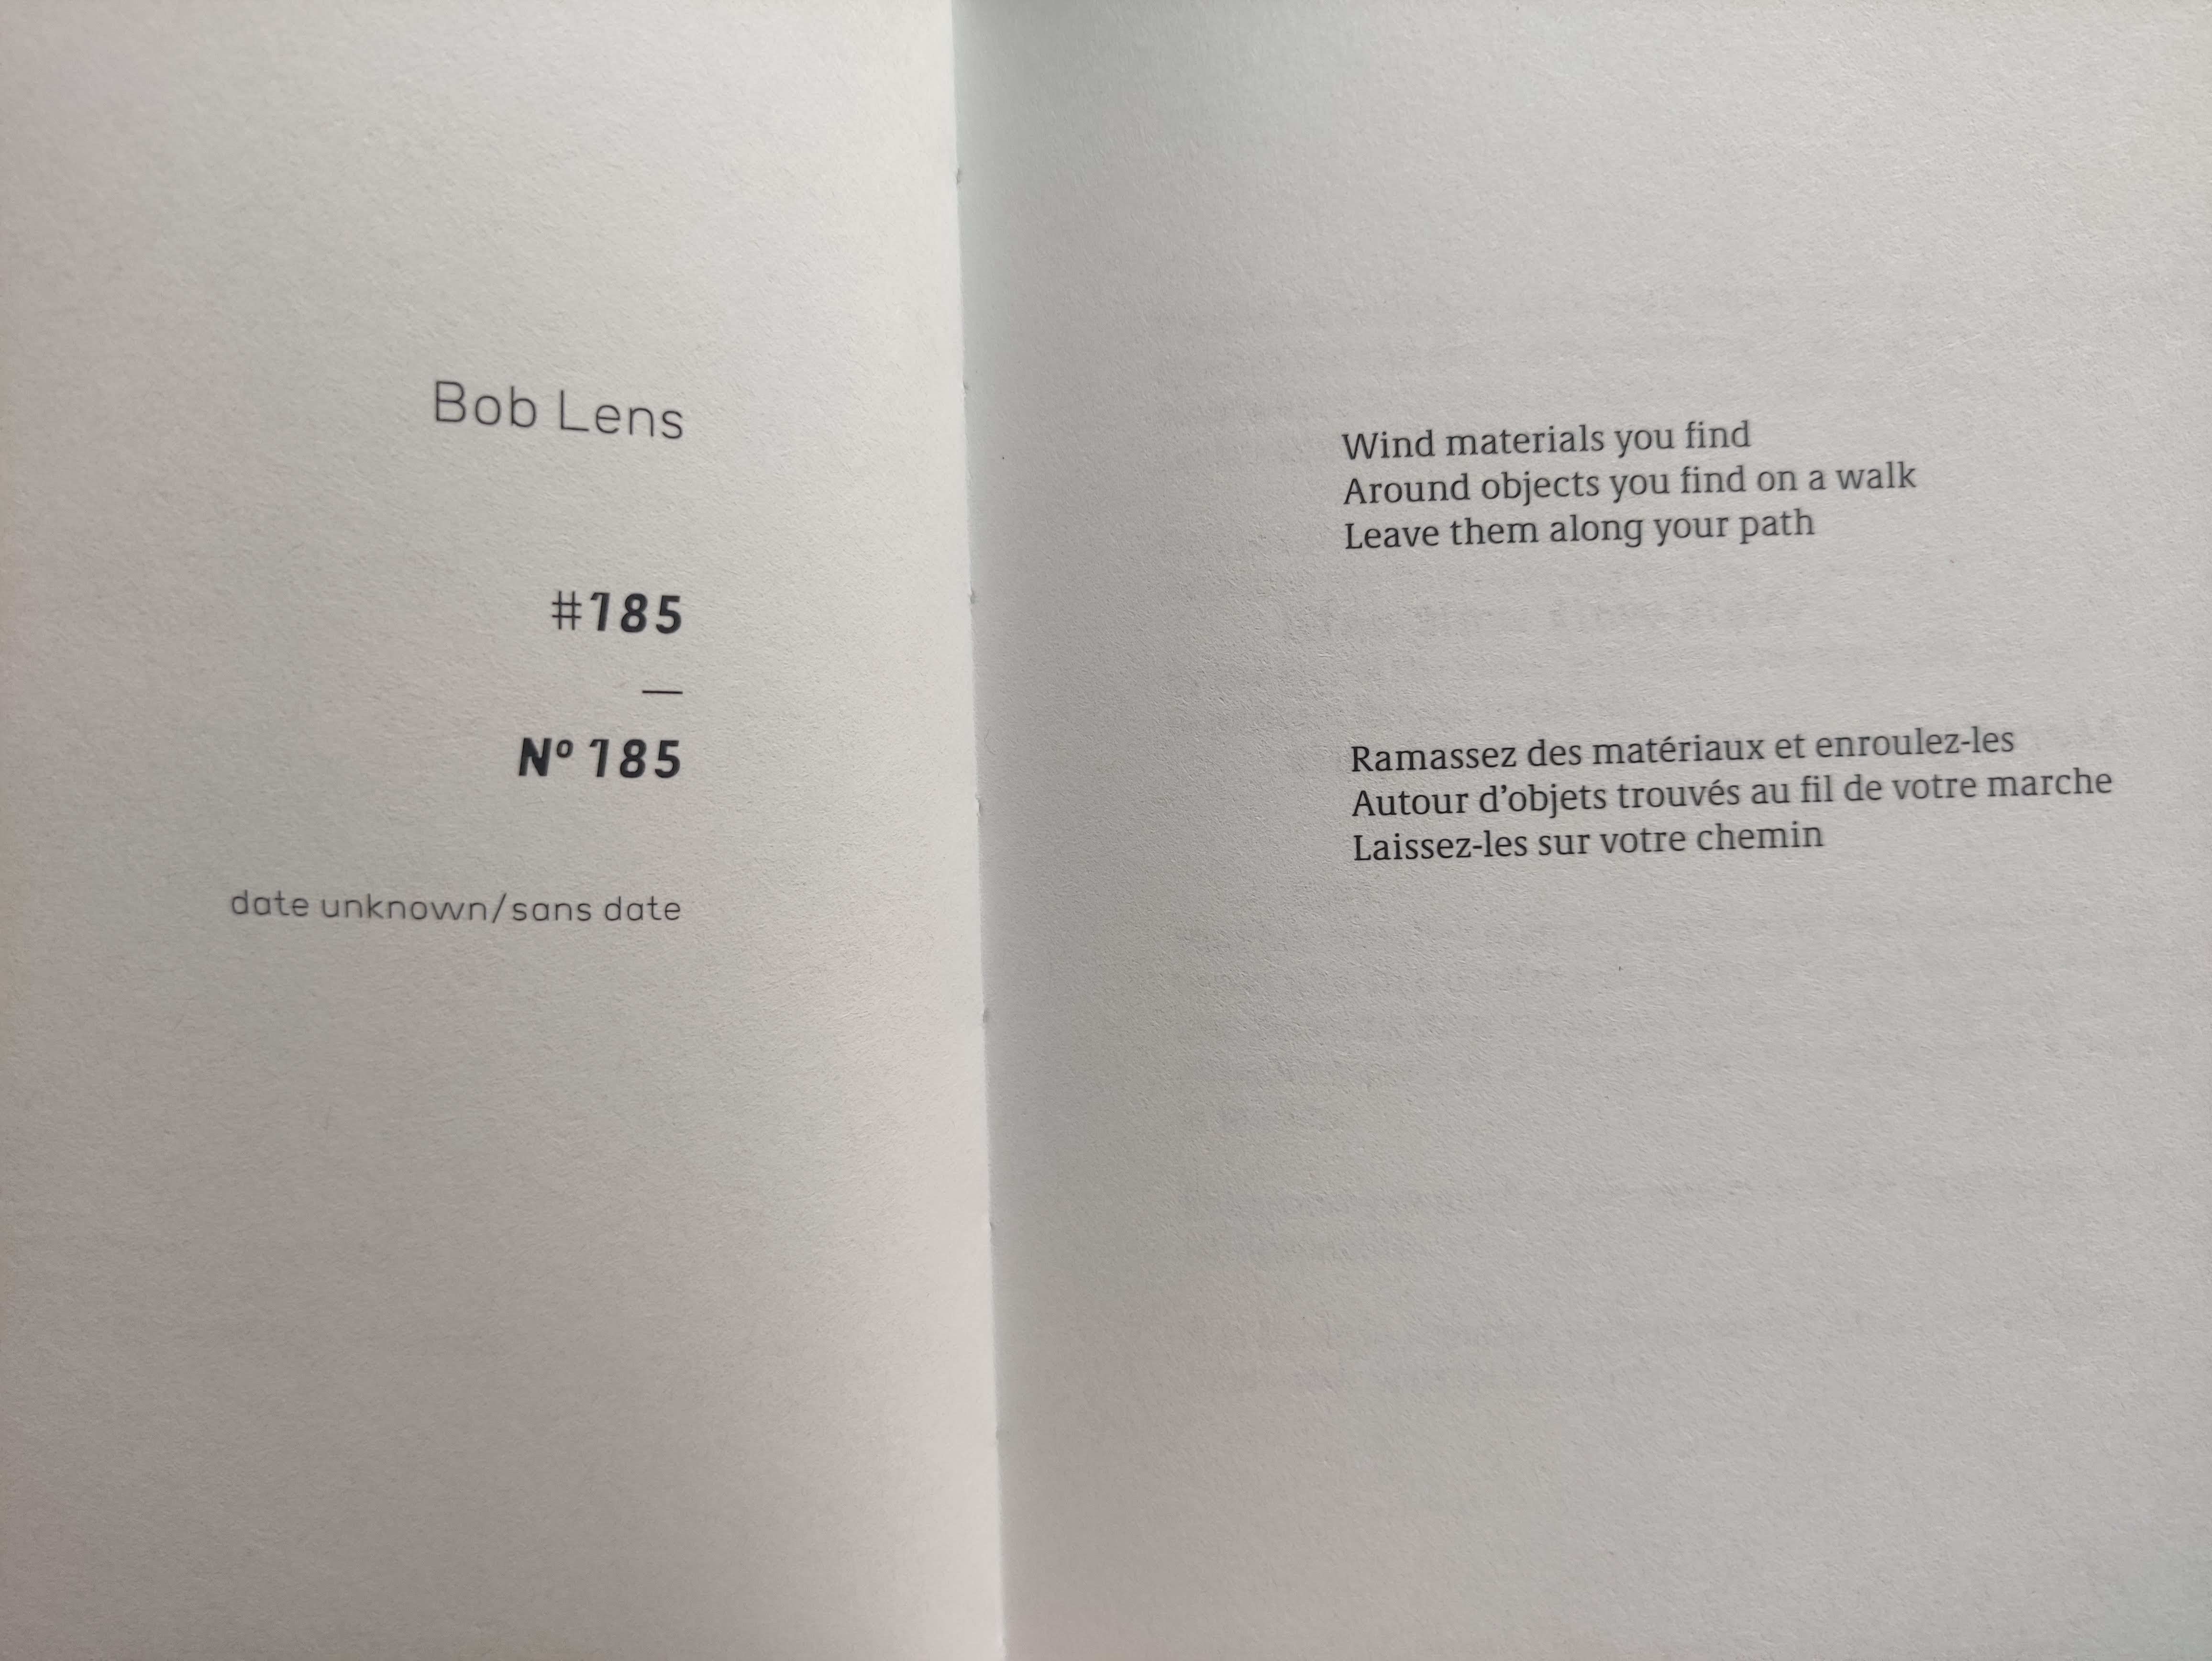 Bob Lens
#185
—
Nº 185
date unknown/sans date
Wind materials you find
Around objects you find on a walk
Leave them along your path
Ramassez des matériaux et enroulez-les
Autour d’objets trouvés au fil de votre marche
Laissez-les sur votre chemin